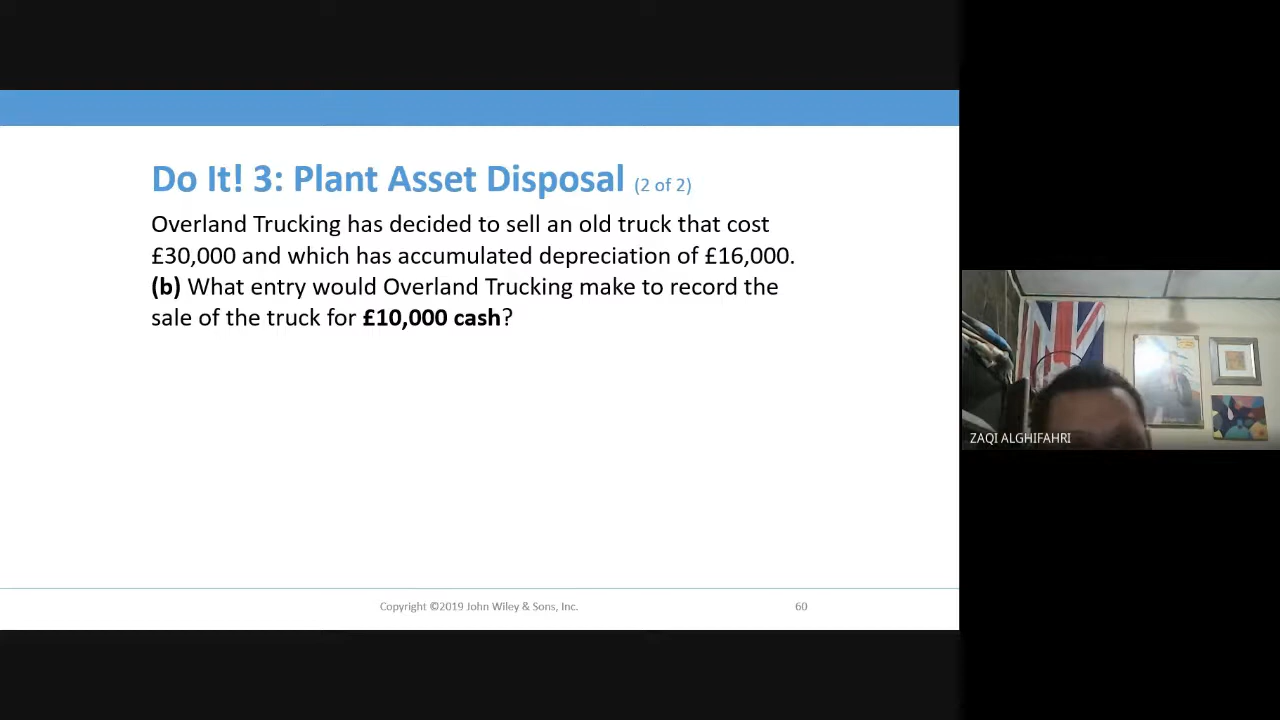 Do It! 3: Plant Asset Disposal (2 of 2)
Overland Trucking has decided to sell an old truck that cost
£30,000 and which has accumulated depreciation of £16,000.
(b) What entry would Overland Trucking make to record the
sale of the truck for £10,000 cash?
Copyright ©2019 John Wiley & Sons, Inc.
60
ZAQI ALGHIFAHRI